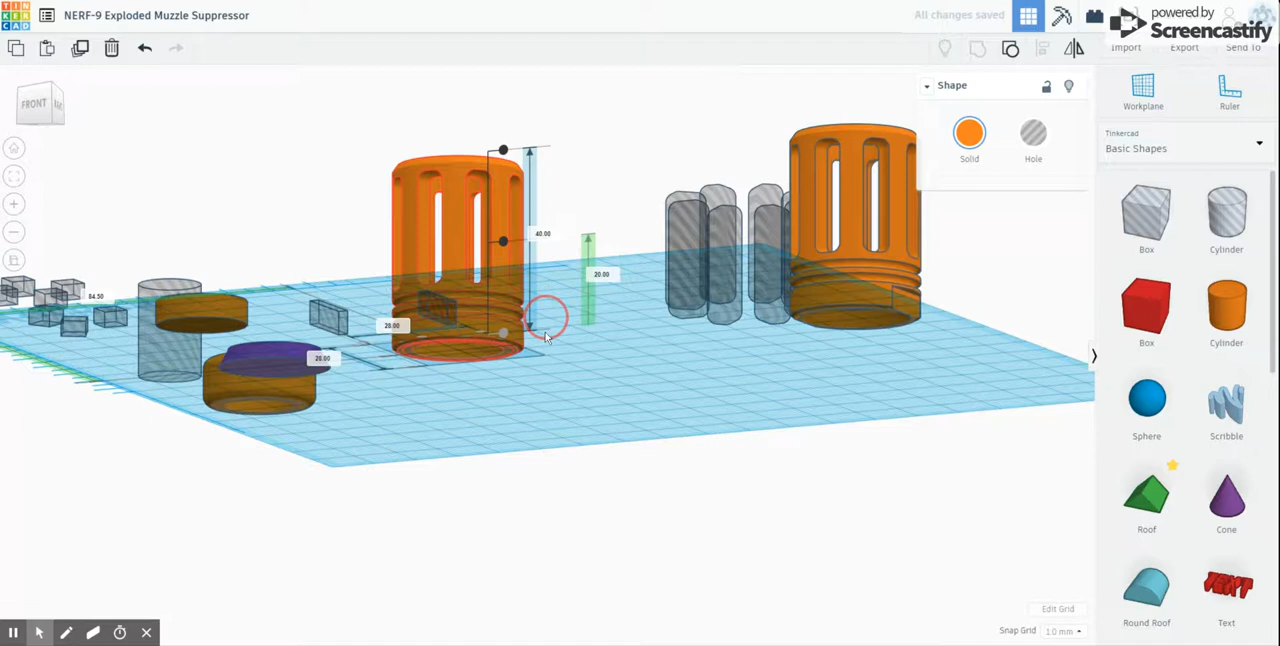 TIN
KER
CAD
NERF-9 Exploded Muzzle Suppressor
All changes saved
powered by
Screencastify
Import
Export
Send To
FRONT
Shape
Solid
Hole
Workplane
Ruler
Tinkercad
Basic Shapes
Box
Cylinder
Box
Cylinder
Sphere
Scribble
Roof
Cone
Round Roof
Text
TEXT
40.00
20.00
84.50
28.00
20.00
Edit Grid
Snap Grid
1.0 mm